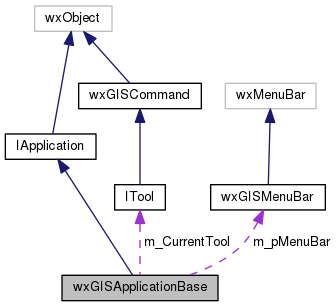 wxObject
wxGISCommand
wxMenuBar
IApplication
ITool
wxGISMenuBar
m_CurrentTool
m_pMenuBar
wxGISApplicationBase